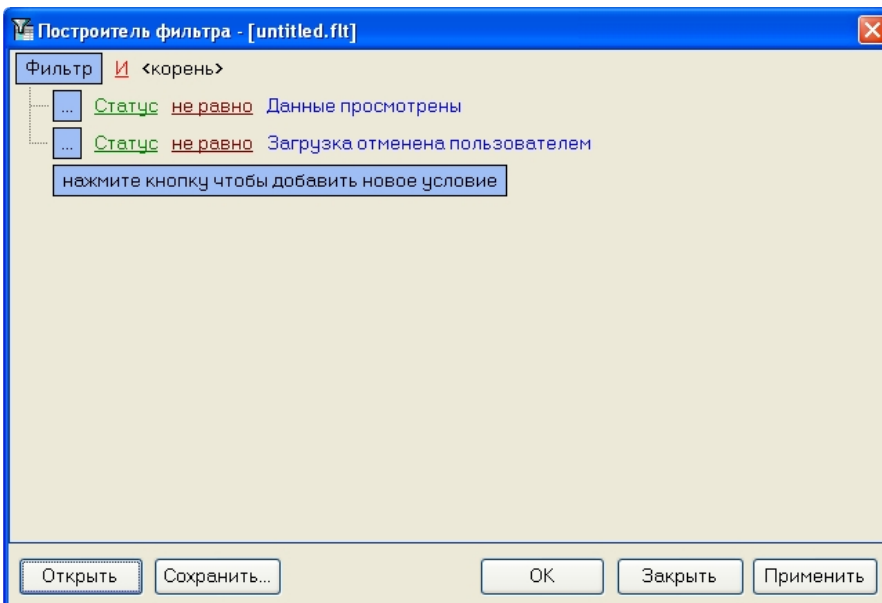 Построитель фильтра - [untitled.flt]
Фильтр И <корень>
... Статус не равно Данные просмотрены
... Статус не равно Загрузка отменена пользователем
нажмите кнопку чтобы добавить новое условие
Открыть Сохранить... OK Закрыть Применить